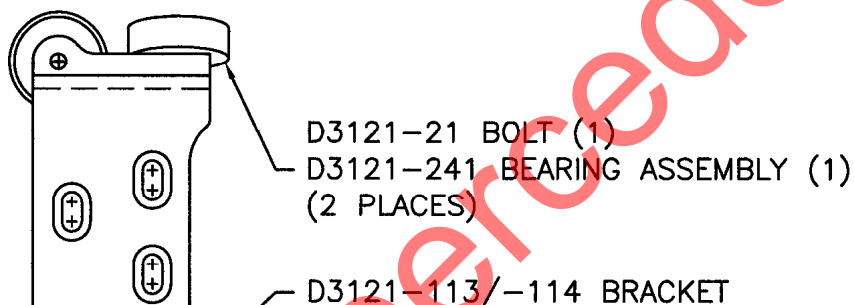 D3121-21 BOLT (1)
D3121-241 BEARING ASSEMBLY (1)
(2 PLACES)
D3121-113/-114 BRACKET